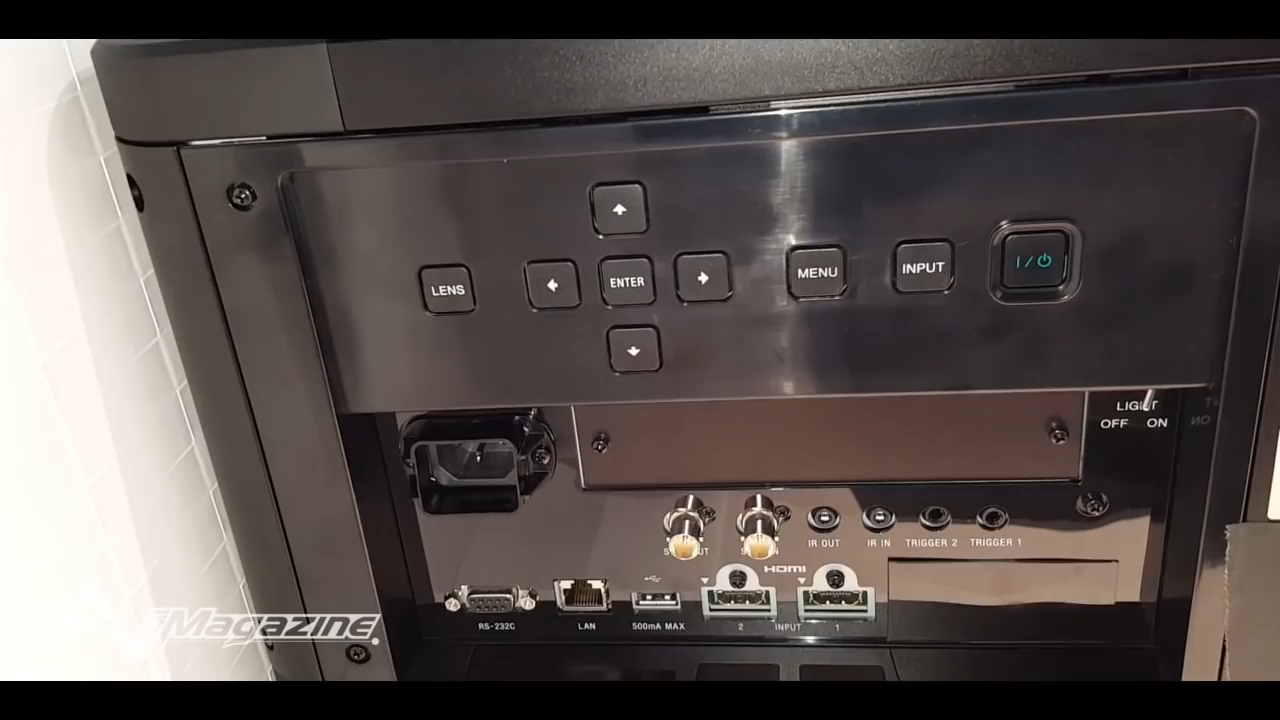 LENS
ENTER
MENU
INPUT
I/⏻
LIGHT
OFF ON
IR OUT
IR IN
TRIGGER 2
TRIGGER 1
HDMI
RS-232C
LAN
500mA MAX
2 INPUT 1
Magazine